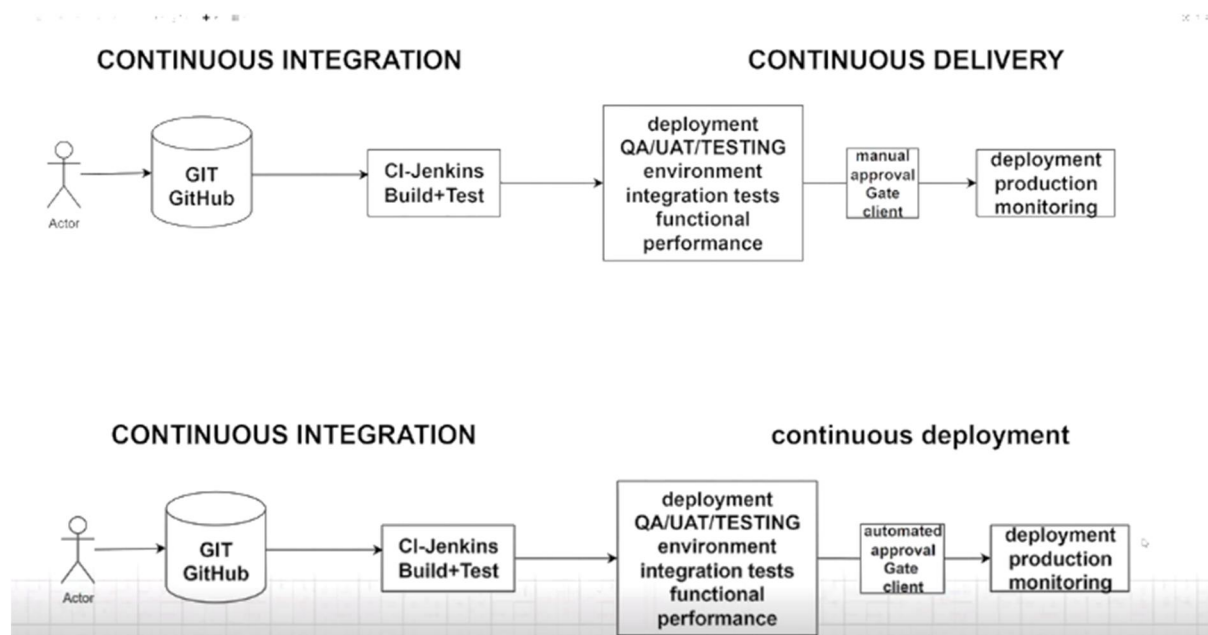 CONTINUOUS INTEGRATION
CONTINUOUS DELIVERY
Actor
GIT
GitHub
CI-Jenkins
Build+Test
deployment
QA/UAT/TESTING
environment
integration tests
functional
performance
manual
approval
Gate
client
deployment
production
monitoring
CONTINUOUS INTEGRATION
continuous deployment
Actor
GIT
GitHub
CI-Jenkins
Build+Test
deployment
QA/UAT/TESTING
environment
integration tests
functional
performance
automated
approval
Gate
client
deployment
production
monitoring